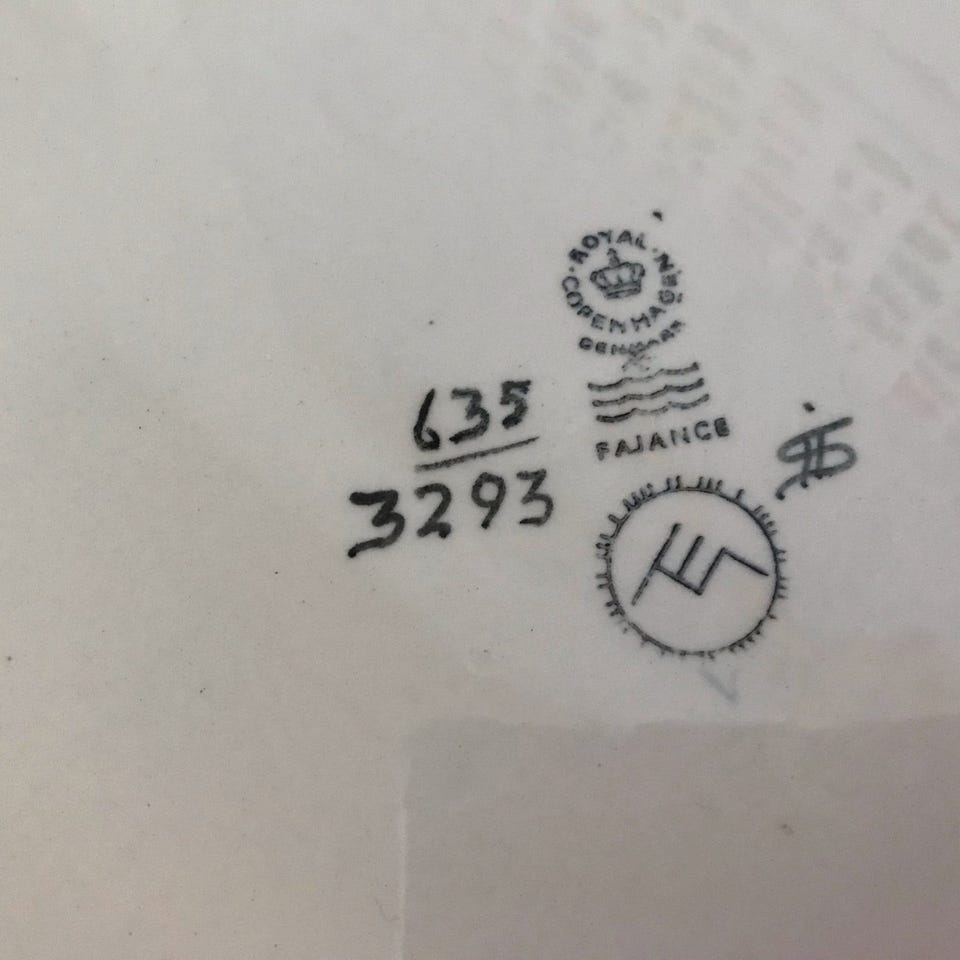 ROYAL
COPENHAGEN
DENMARK
FAJANCE
635
3293